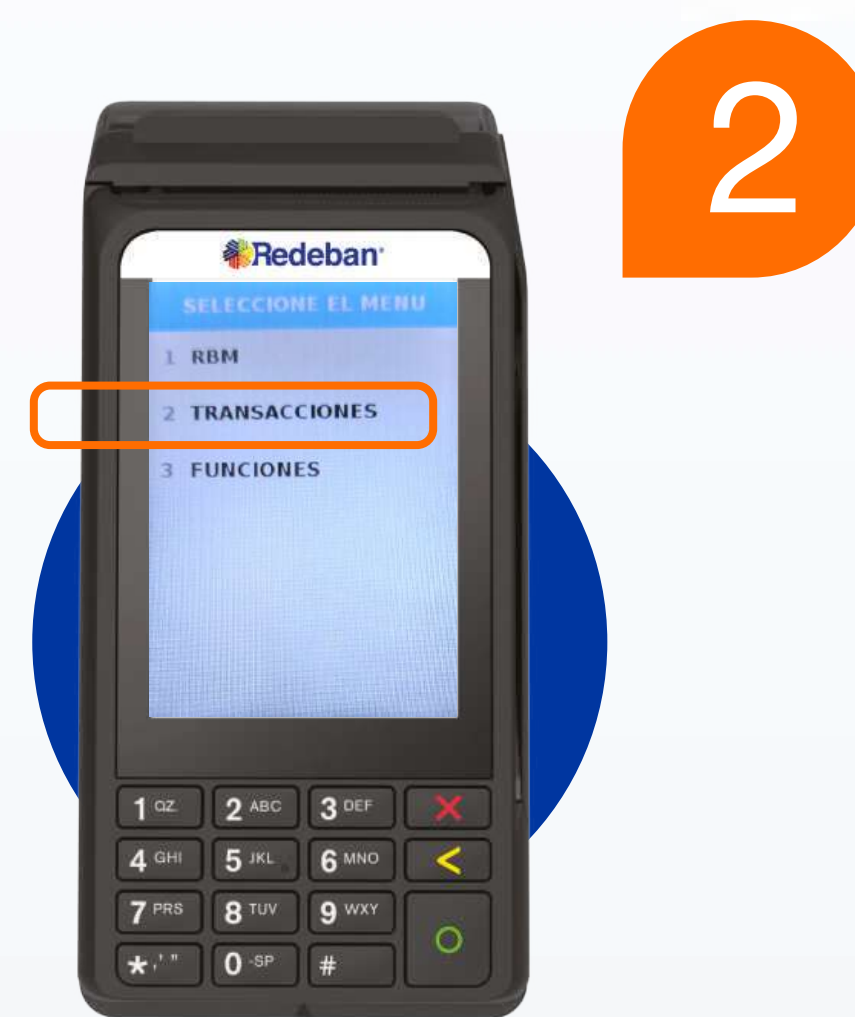 2
Redeban
SELECCIONE EL MENU
1 RBM
2 TRANSACCIONES
3 FUNCIONES
1 QZ.
2 ABC
3 DEF
4 GHI
5 JKL
6 MNO
7 PRS
8 TUV
9 WXY
*,' "
0 -SP
#